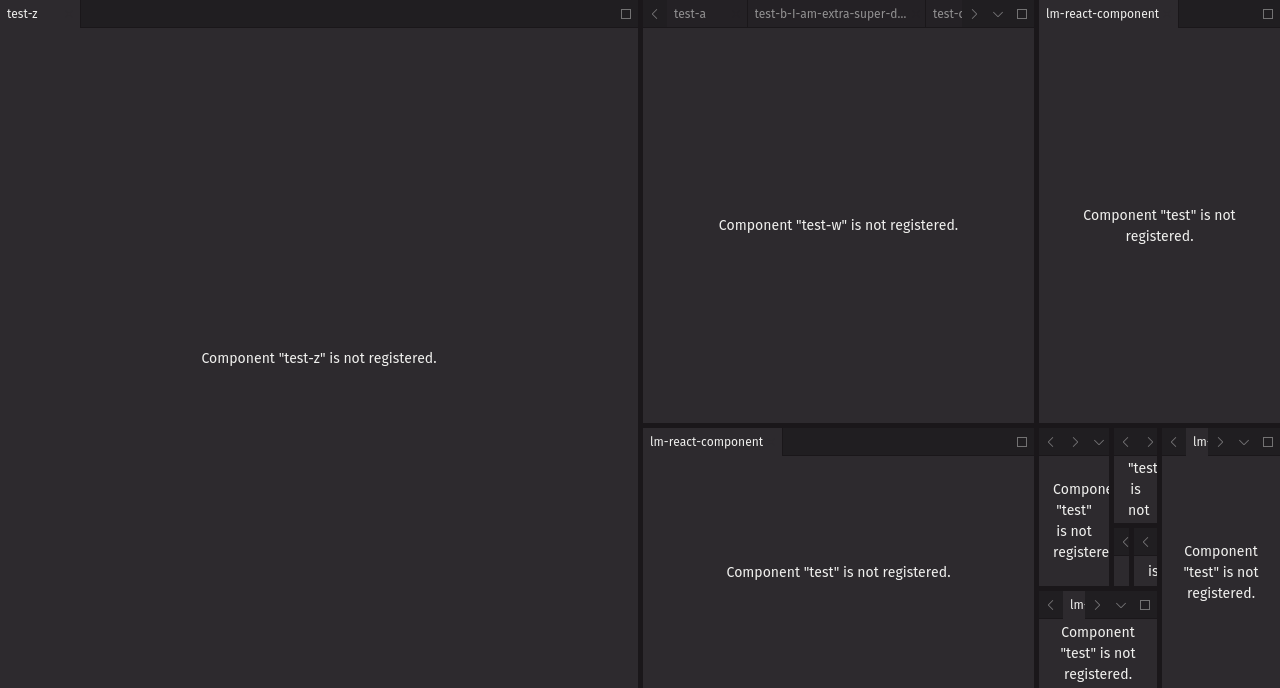 test-z
Component "test-z" is not registered.
test-a
test-b-I-am-extra-super-d...
Component "test-w" is not registered.
lm-react-component
Component "test" is not
registered.
lm-react-component
Component "test" is not registered.
Compone
"test"
is not
registere
"test
is
not
is
lm-
Component
"test" is not
registered.
lm-
Component
"test" is not
registered.